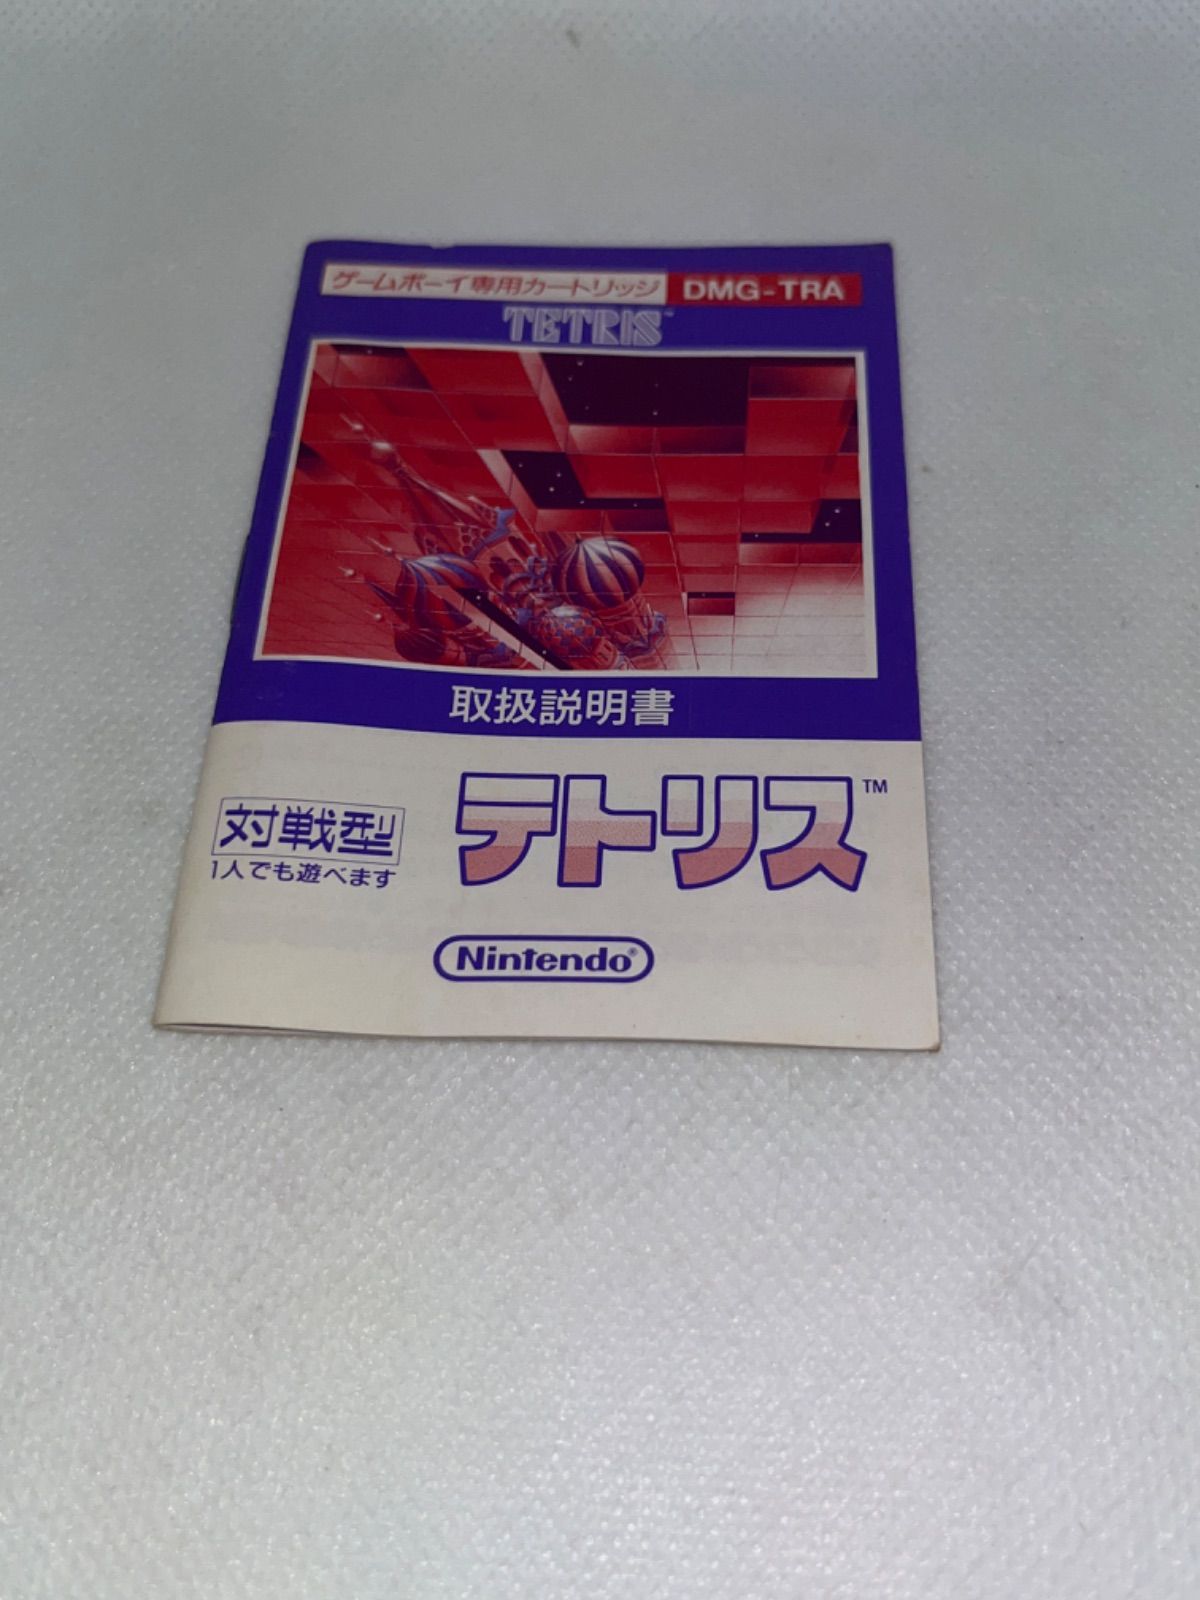 ゲームボーイ専用カートリッジ DMG-TRA
TETRIS™
取扱説明書
対戦型
1人でも遊べます
テトリス™
Nintendo®